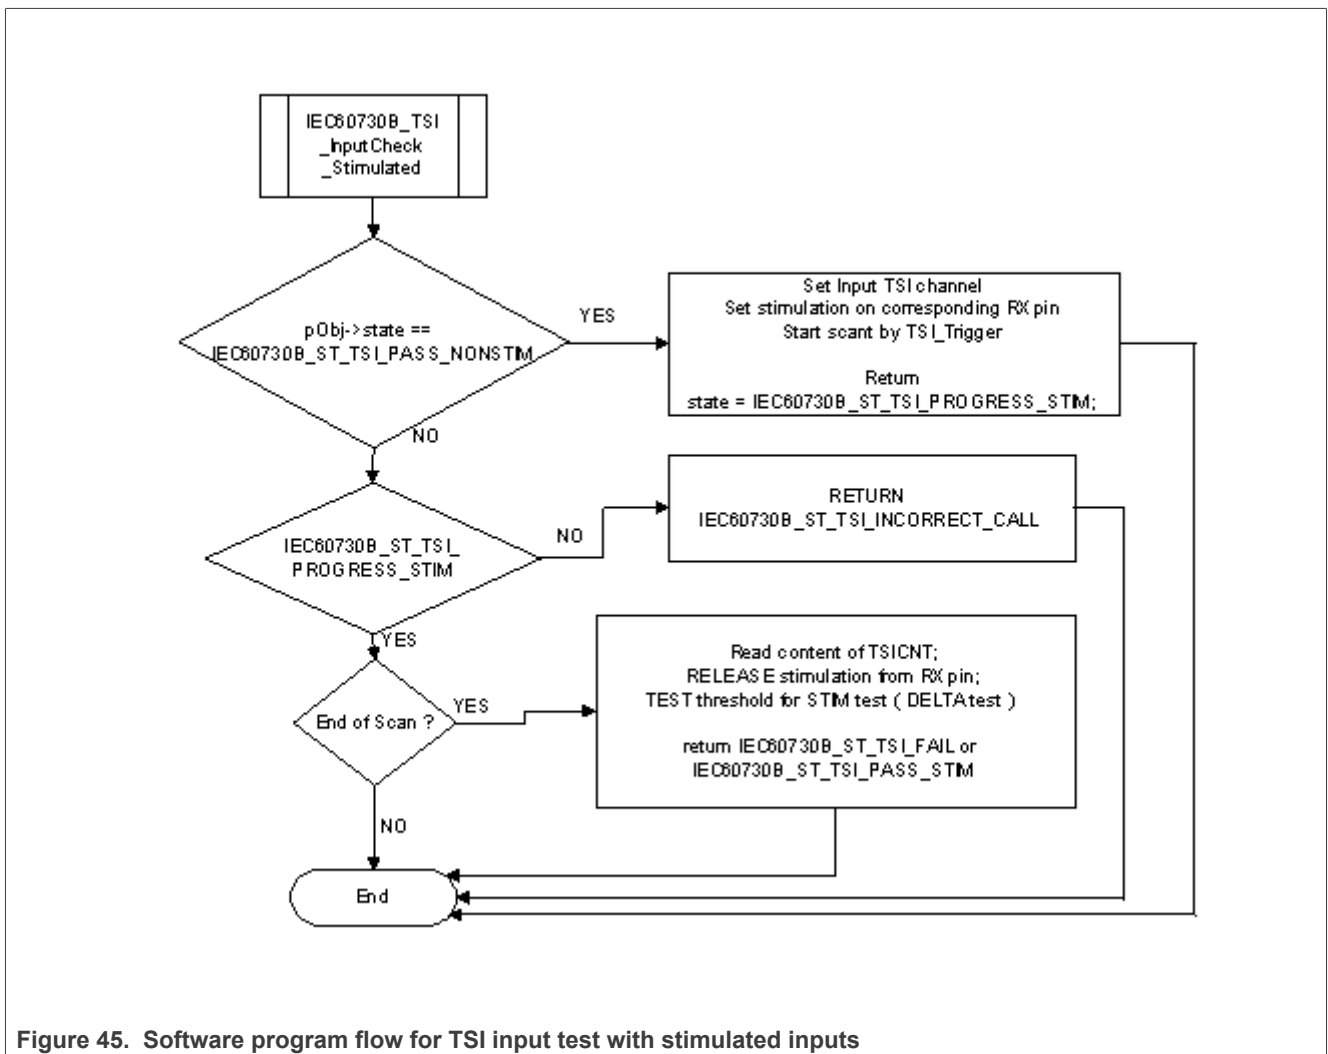 IEC60730B_TSI
_InputCheck
_Stimulated
pObj->state ==
IEC60730B_ST_TSI_PASS_NONSTIM
YES
Set Input TSI channel
Set stimulation on corresponding RX pin
Start scant by TSI_Trigger
Return
state = IEC60730B_ST_TSI_PROGRESS_STIM;
NO
IEC60730B_ST_TSI_
PROGRESS_STIM
NO
RETURN
IEC60730B_ST_TSI_INCORRECT_CALL
YES
End of Scan ?
YES
Read content of TSICNT;
RELEASE stimulation from RX pin;
TEST threshold for STIM test ( DELTA test )
return IEC60730B_ST_TSI_FAIL or
IEC60730B_ST_TSI_PASS_STIM
NO
End
Figure 45. Software program flow for TSI input test with stimulated inputs